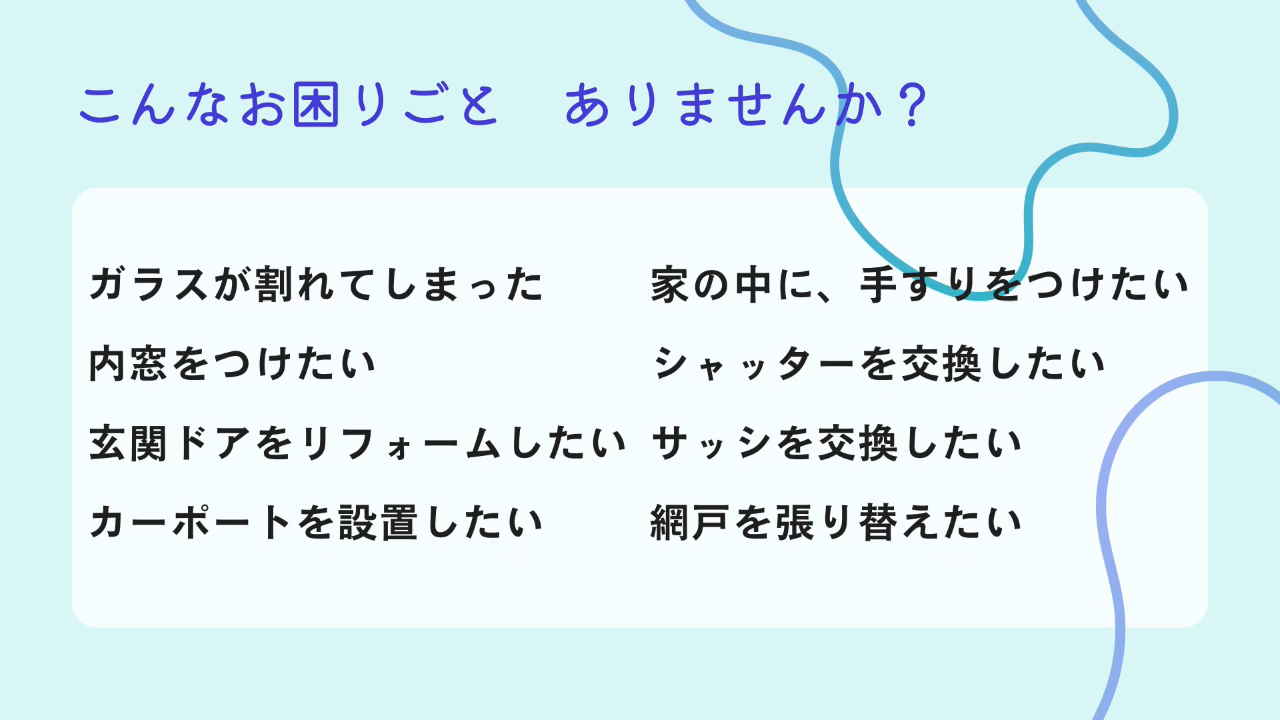 こんなお困りごと　ありませんか？
ガラスが割れてしまった
内窓をつけたい
玄関ドアをリフォームしたい
カーポートを設置したい
家の中に、手すりをつけたい
シャッターを交換したい
サッシを交換したい
網戸を張り替えたい